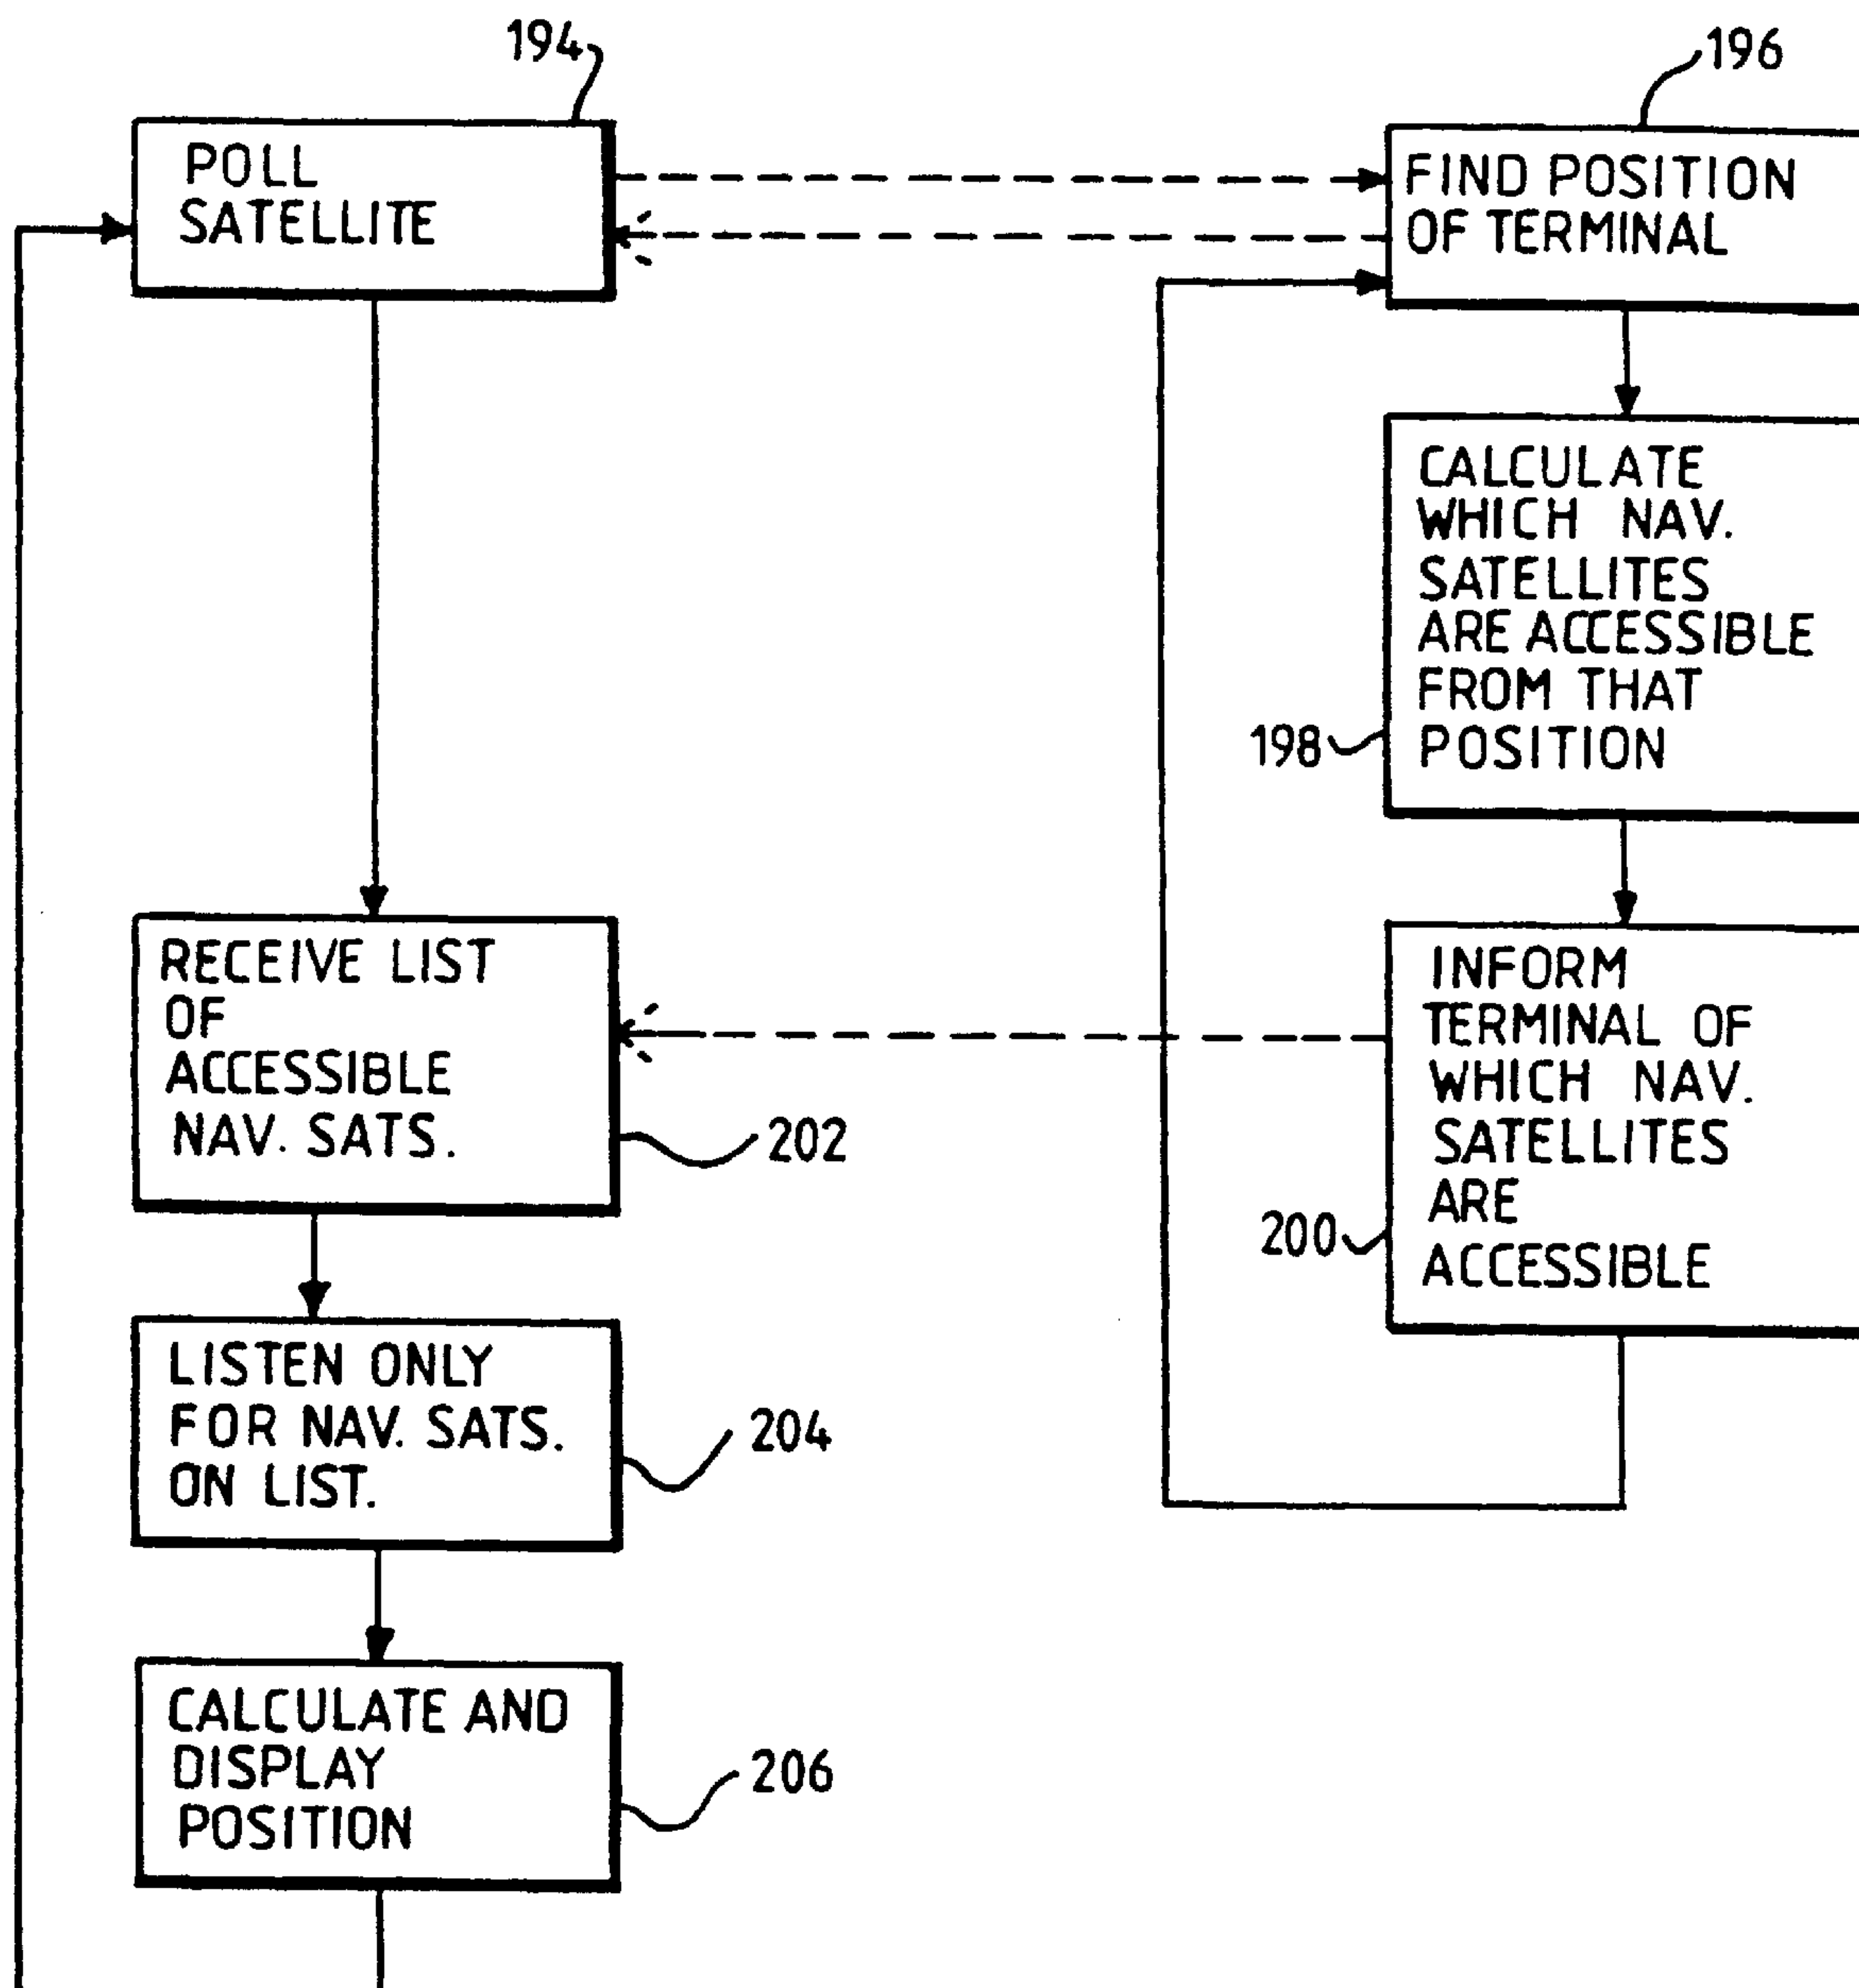 194
196
POLL
SATELLITE
FIND POSITION
OF TERMINAL
CALCULATE
WHICH NAV.
SATELLITES
ARE ACCESSIBLE
FROM THAT
POSITION
198
RECEIVE LIST
OF
ACCESSIBLE
NAV. SATS.
202
INFORM
TERMINAL OF
WHICH NAV.
SATELLITES
ARE
ACCESSIBLE
200
LISTEN ONLY
FOR NAV. SATS.
ON LIST.
204
CALCULATE AND
DISPLAY
POSITION
206